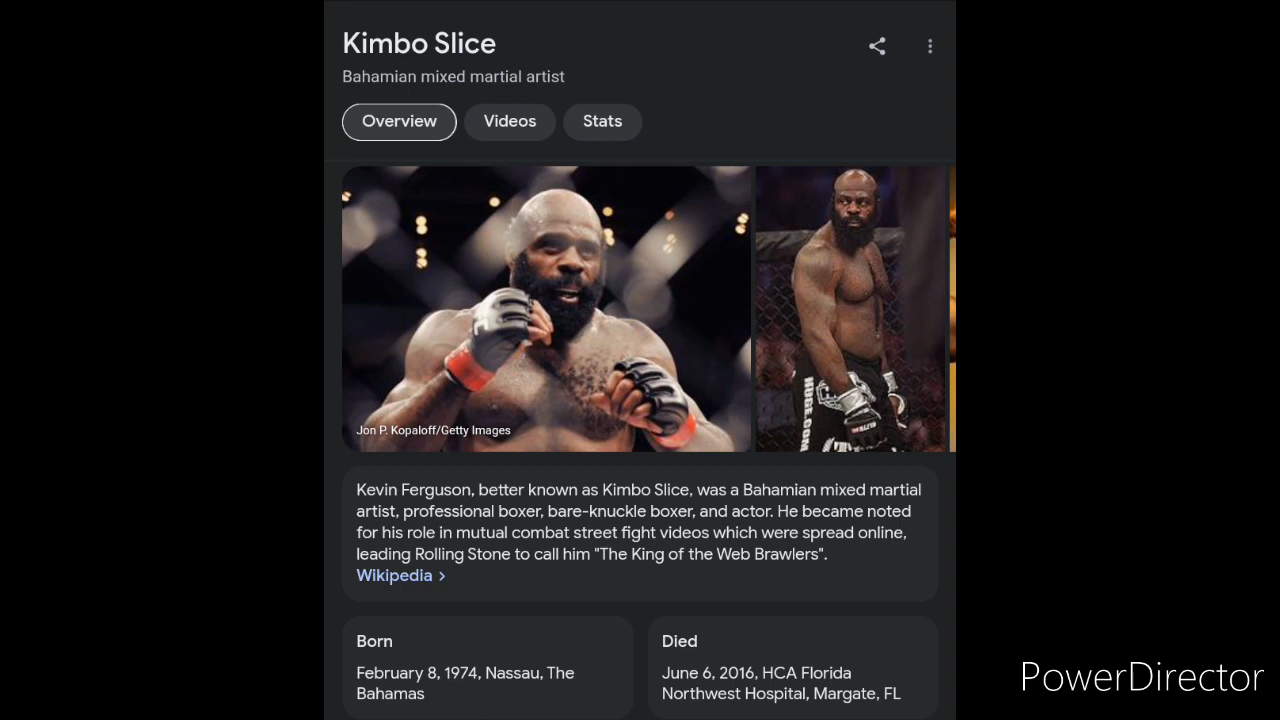 Kimbo Slice
Bahamian mixed martial artist
Overview
Videos
Stats
HUGE.COM
Jon P. Kopaloff/Getty Images
Kevin Ferguson, better known as Kimbo Slice, was a Bahamian mixed martial
artist, professional boxer, bare-knuckle boxer, and actor. He became noted
for his role in mutual combat street fight videos which were spread online,
leading Rolling Stone to call him "The King of the Web Brawlers".
Wikipedia >
Born
February 8, 1974, Nassau, The
Bahamas
Died
June 6, 2016, HCA Florida
Northwest Hospital, Margate, FL
PowerDirector